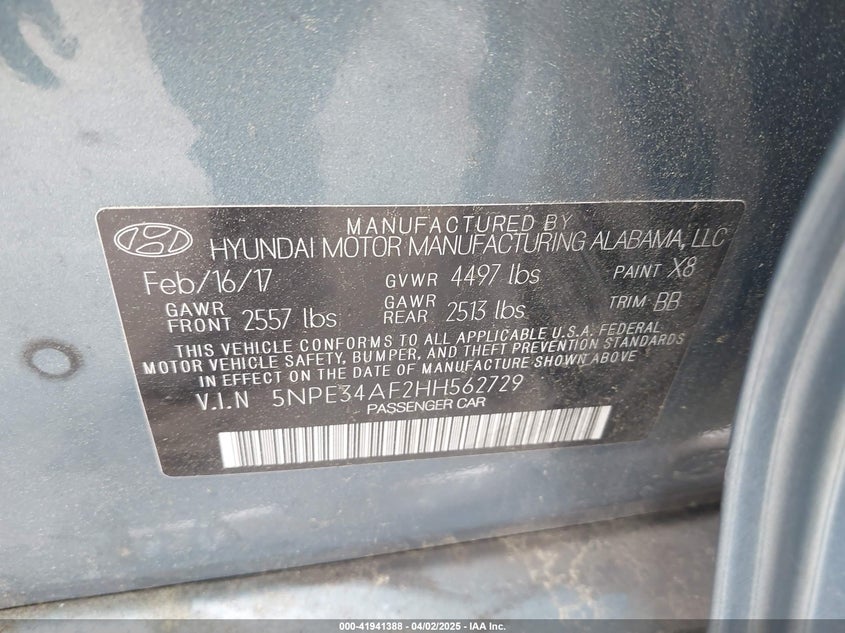 MANUFACTURED BY
HYUNDAI MOTOR MANUFACTURING ALABAMA, LLC
Feb/16/17 GVWR 4497 lbs PAINT X8
GAWR FRONT 2557 lbs GAWR REAR 2513 lbs TRIM BB
THIS VEHICLE CONFORMS TO ALL APPLICABLE U.S.A. FEDERAL
MOTOR VEHICLE SAFETY, BUMPER, AND THEFT PREVENTION STANDARDS
IN EFFECT ON THE DATE OF MANUFACTURE SHOWN ABOVE
V.I.N 5NPE34AF2HH562729
PASSENGER CAR
000-41941388 - 04/02/2025 - IAA Inc.